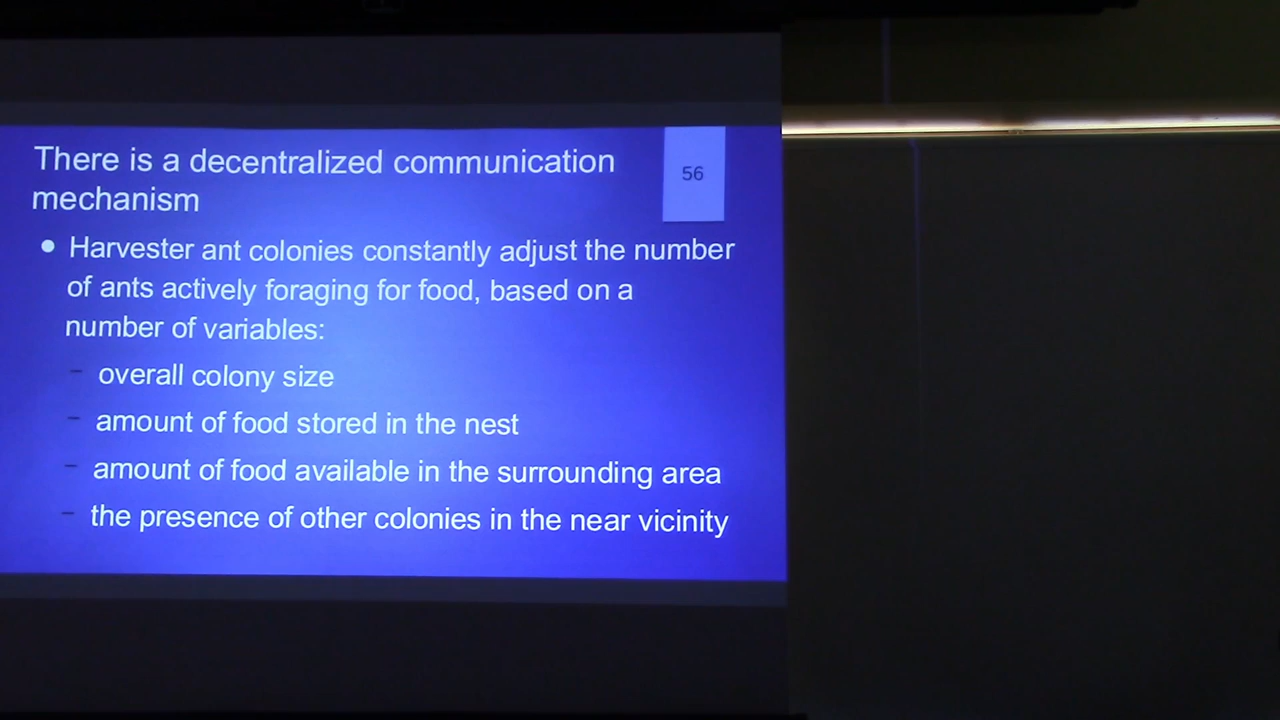 There is a decentralized communication
mechanism
56
● Harvester ant colonies constantly adjust the number
of ants actively foraging for food, based on a
number of variables:
– overall colony size
– amount of food stored in the nest
– amount of food available in the surrounding area
– the presence of other colonies in the near vicinity